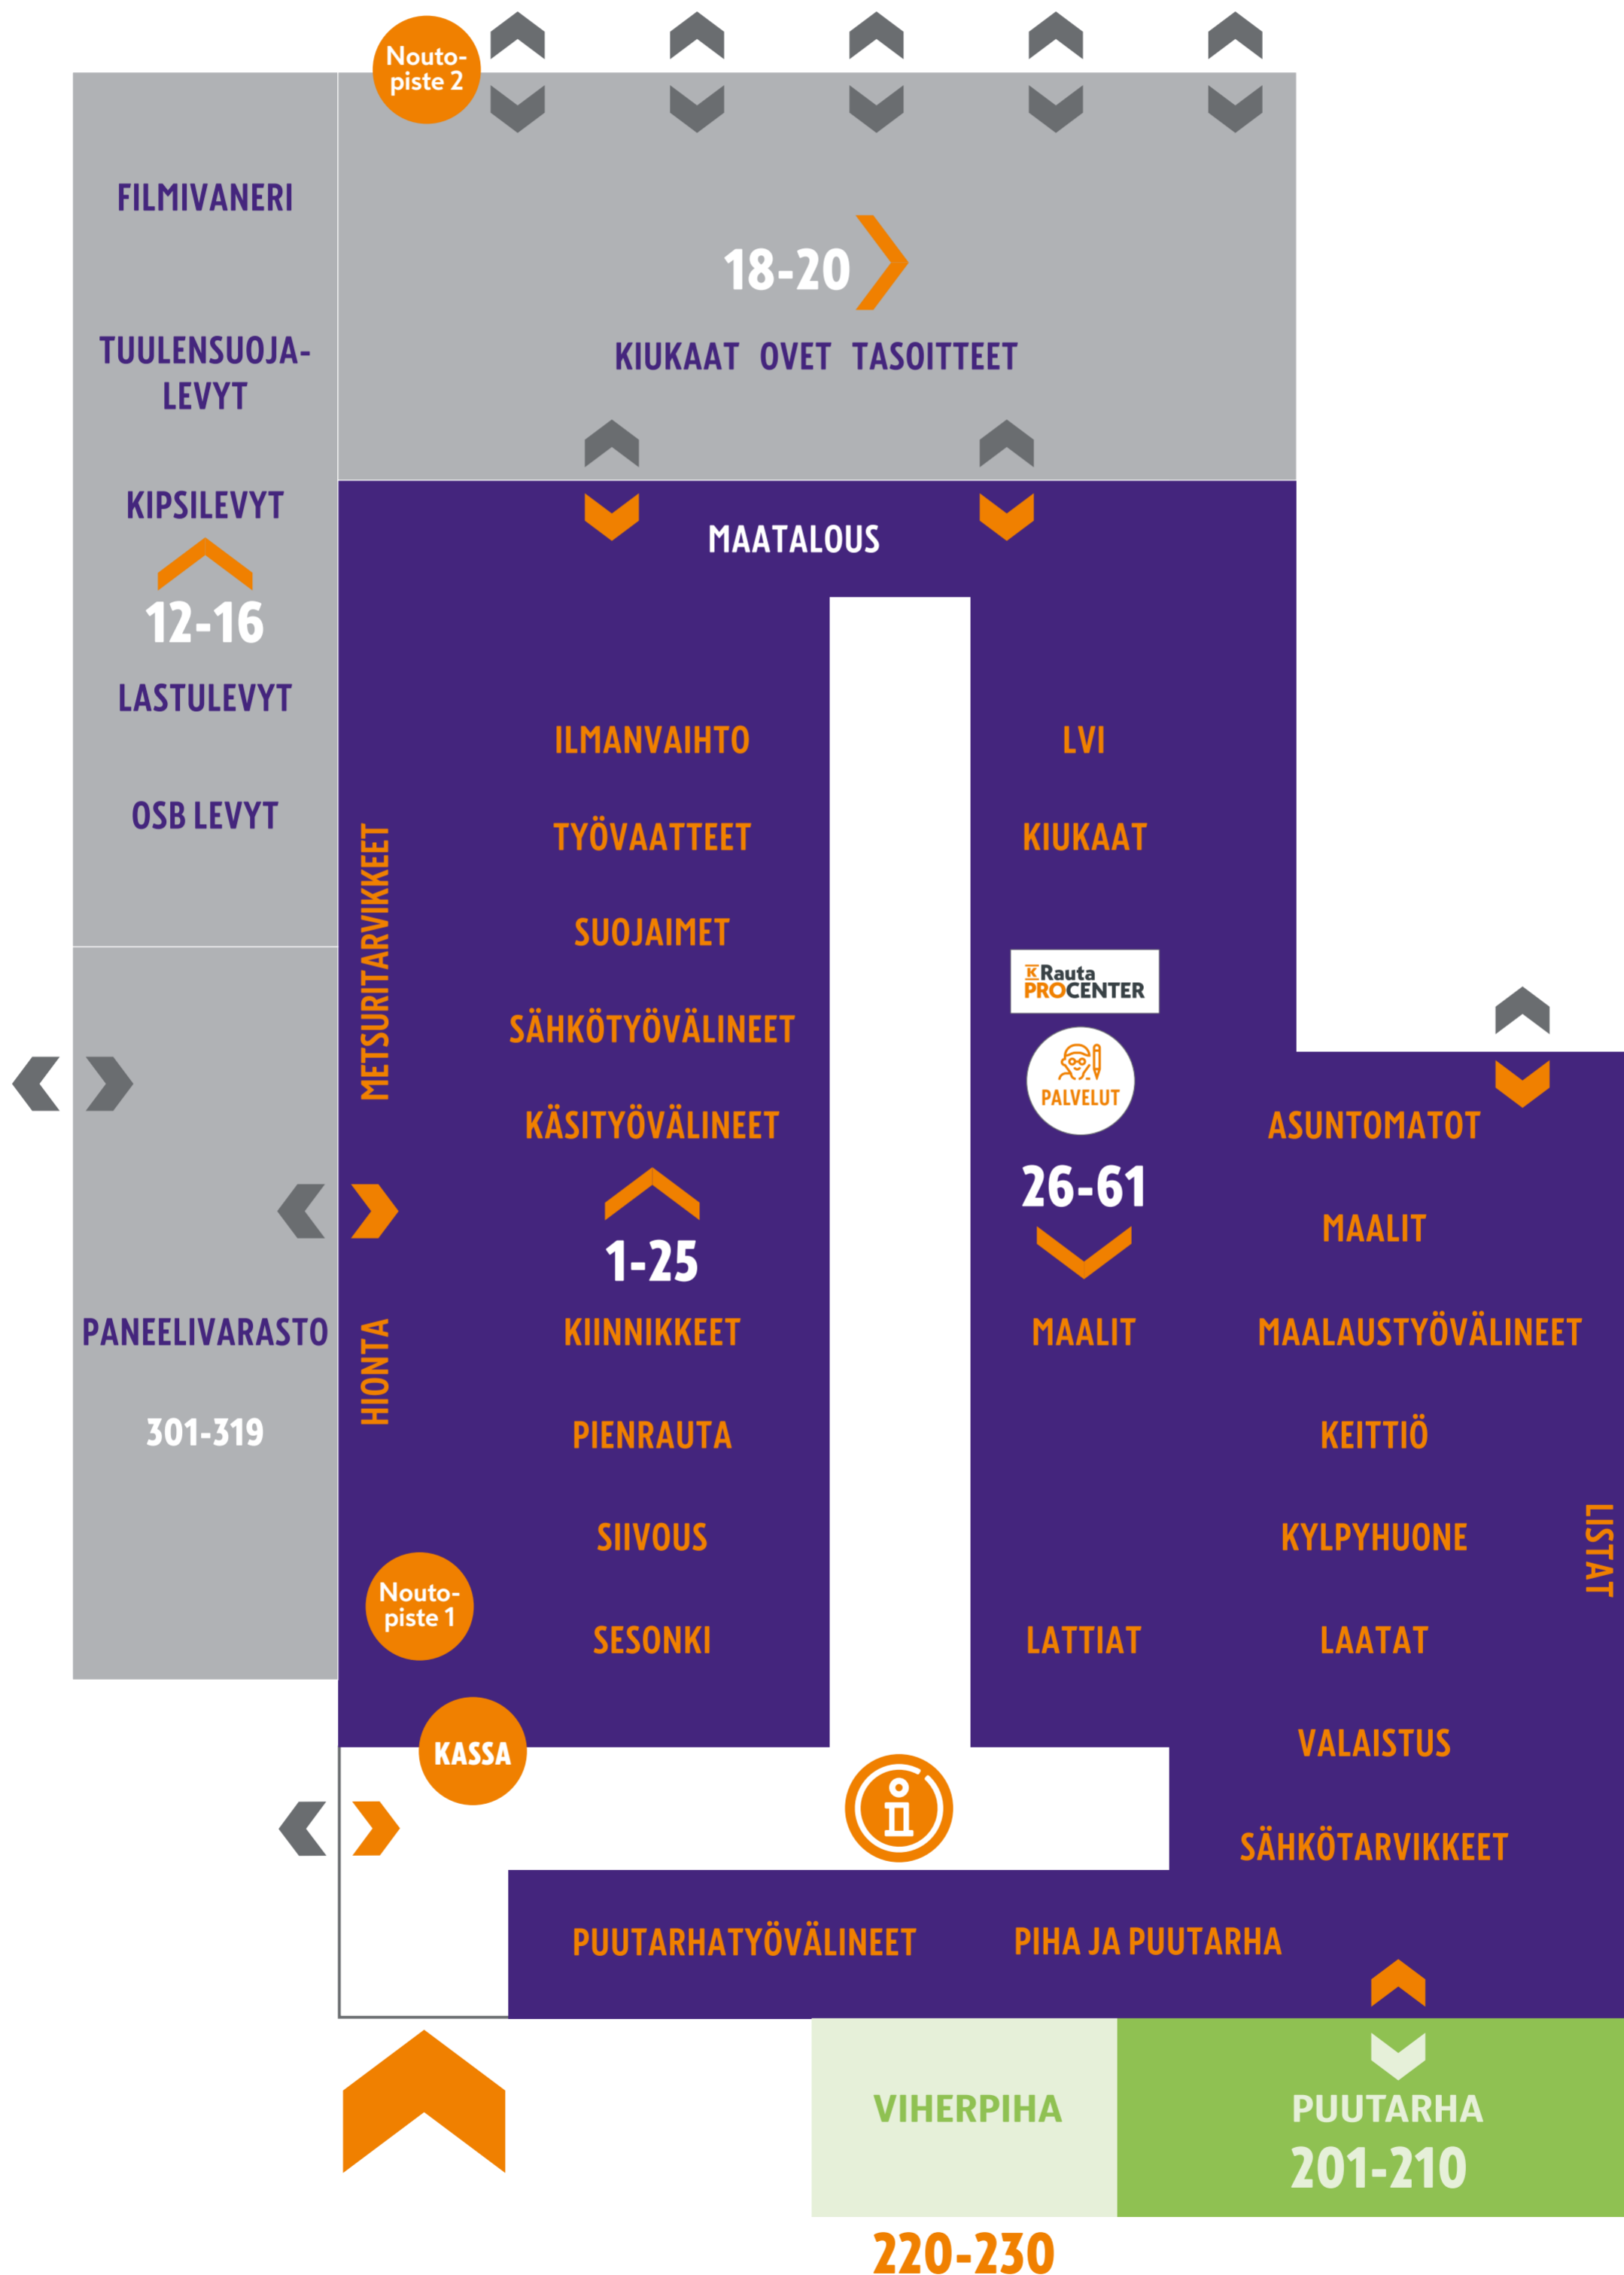 Nouto-
piste 2
FILMIVANERI
TUULENSUOJA-
LEVYT
KIPSILEVYT
12-16
LASTULEVYT
OSB LEVYT
18-20
KIUKAAT OVET TASOITTEET
MAATALOUS
METSURITARVIKKEET
ILMANVAIHTO
TYÖVAATTEET
SUOJAIMET
SÄHKÖTYÖVÄLINEET
KÄSITYÖVÄLINEET
1-25
KIINNIKKEET
PIENRAUTA
SIIVOUS
SESONKI
HIONTA
PANEELIVARASTO
301-319
Nouto-
piste 1
KASSA
LVI
KIUKAAT
K Rauta
PROCENTER
PALVELUT
26-61
MAALIT
LATTIAT
ASUNTOMATOT
MAALIT
MAALAUSTYÖVÄLINEET
KEITTIÖ
KYLPYHUONE
LAATAT
VALAISTUS
SÄHKÖTARVIKKEET
LISTAT
i
PUUTARHATYÖVÄLINEET
PIHA JA PUUTARHA
VIHERPIHA
220-230
PUUTARHA
201-210